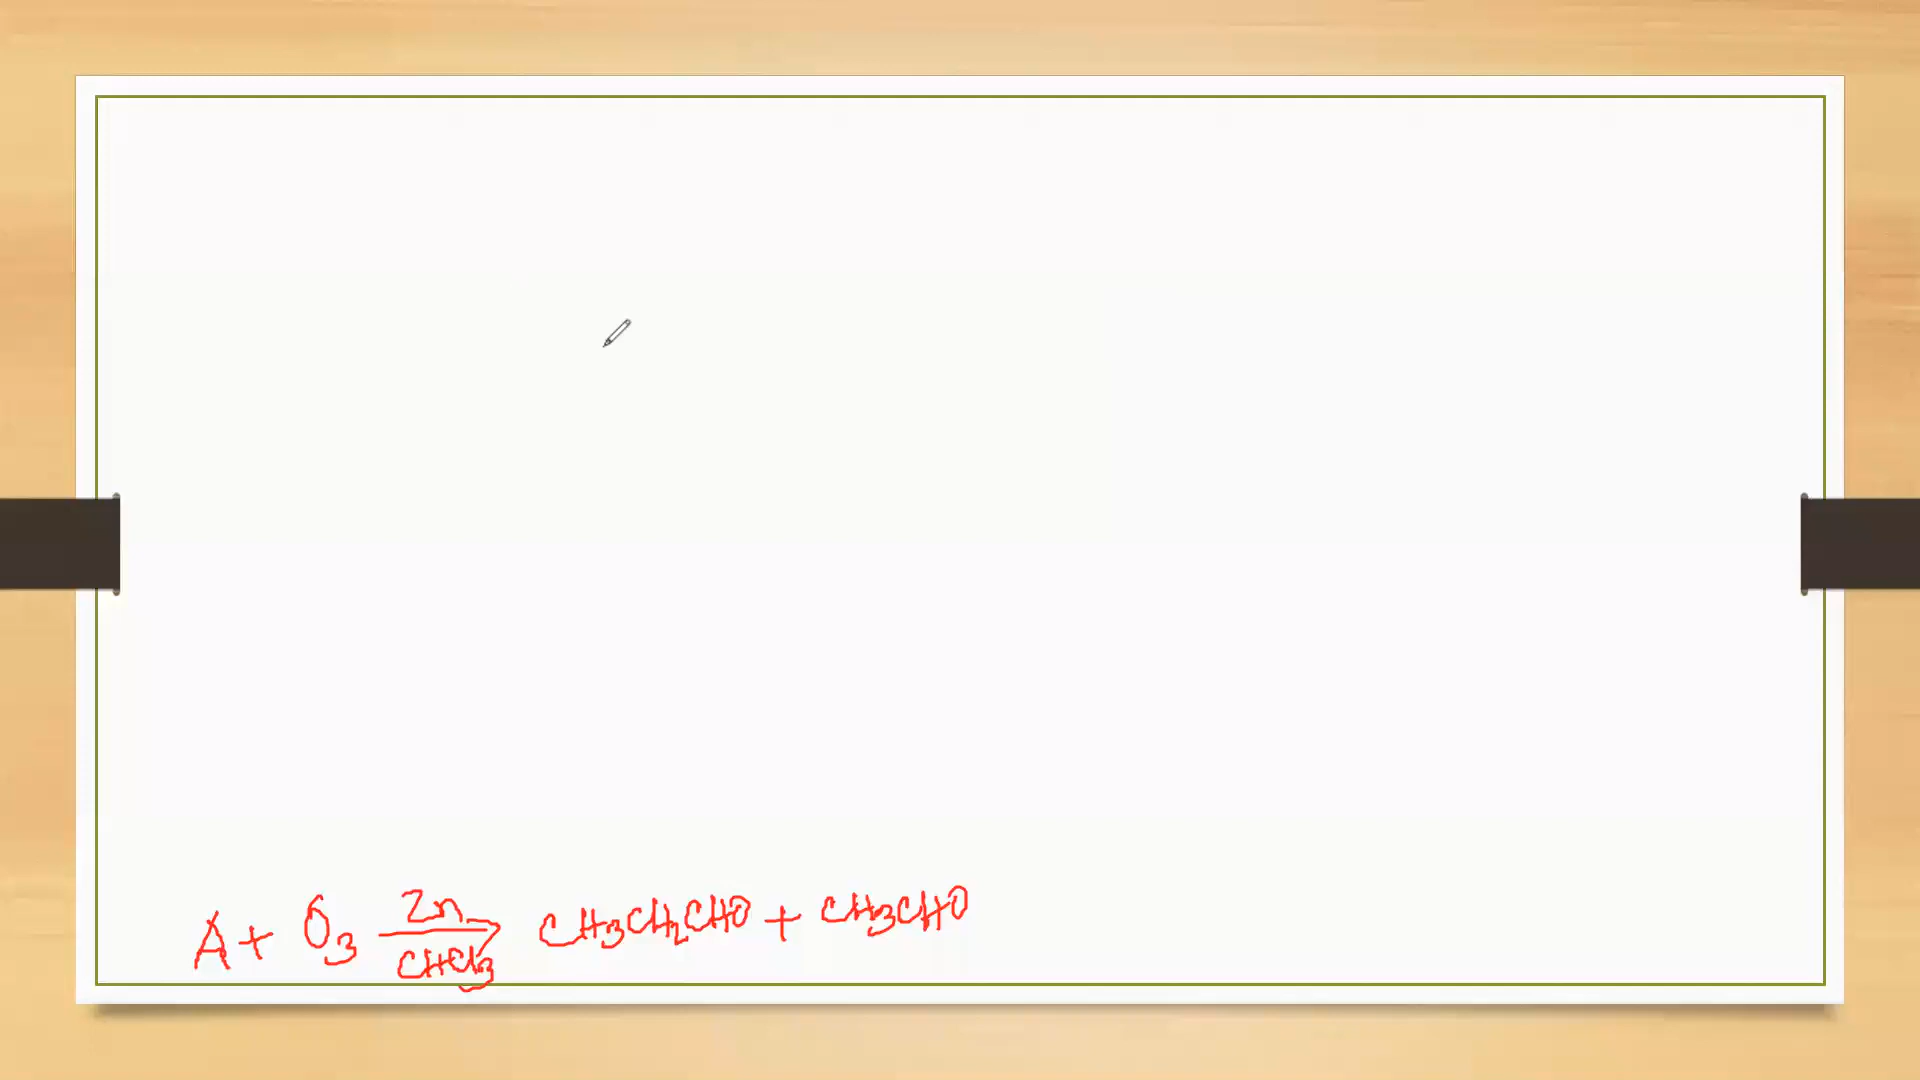 A + O3 Zn/CHCl3 → CH3CH2CHO + CH3CHO